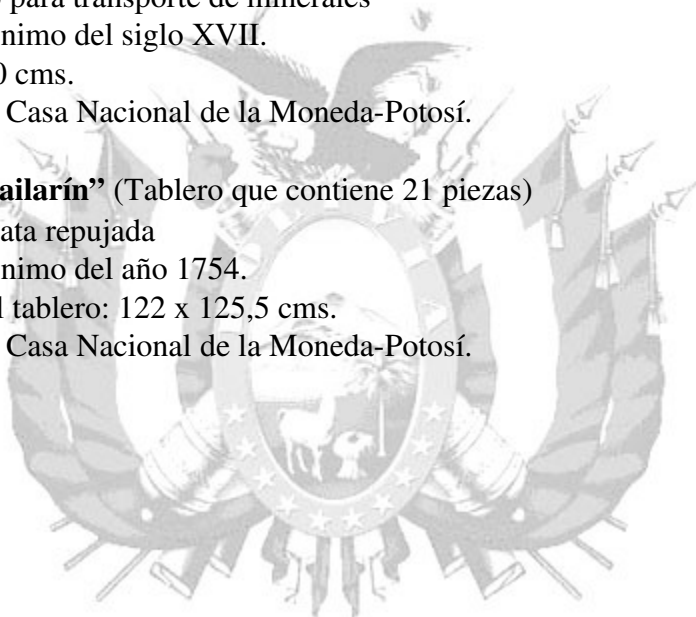 para transporte de minerales
nimo del siglo XVII.
0 cms.
Casa Nacional de la Moneda-Potosí.
ailarín” (Tablero que contiene 21 piezas)
ata repujada
nimo del año 1754.
l tablero: 122 x 125,5 cms.
Casa Nacional de la Moneda-Potosí.